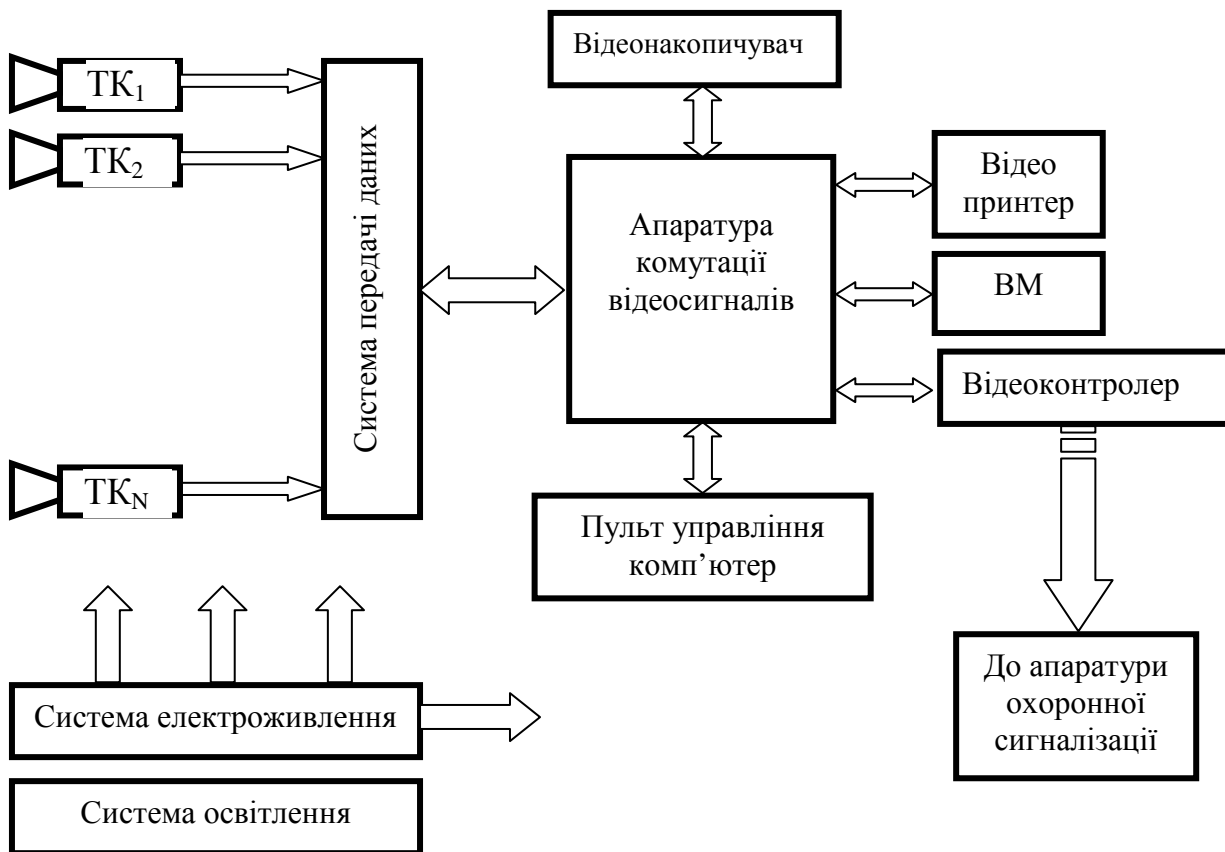 ТК1
ТК2
ТКN
Система передачі даних
Відеонакопичувач
Апаратура
комутації
відеосигналів
Відео
принтер
ВМ
Відеоконтролер
Пульт управління
комп’ютер
До апаратури
охоронної
сигналізації
Система електроживлення
Система освітлення